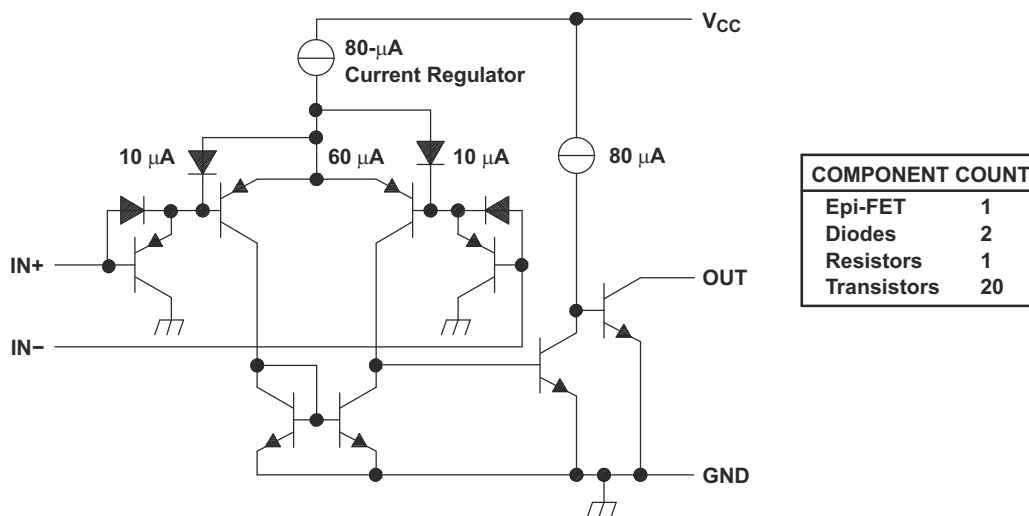 V_CC
80-μA
Current Regulator
10 μA
60 μA
10 μA
80 μA
IN+
OUT
IN−
GND
COMPONENT COUNT
Epi-FET 1
Diodes 2
Resistors 1
Transistors 20